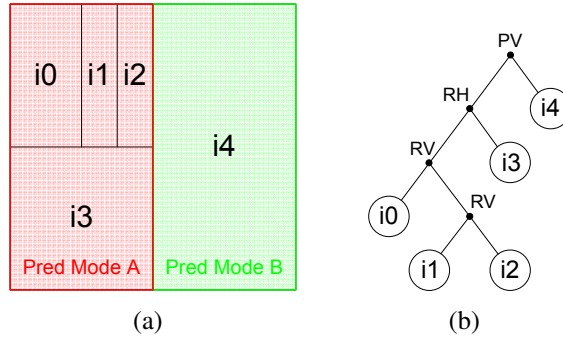 i0 i1 i2
i4
i3
Pred Mode A Pred Mode B
(a)
PV
RH i4
RV i3
i0 RV
i1 i2
(b)